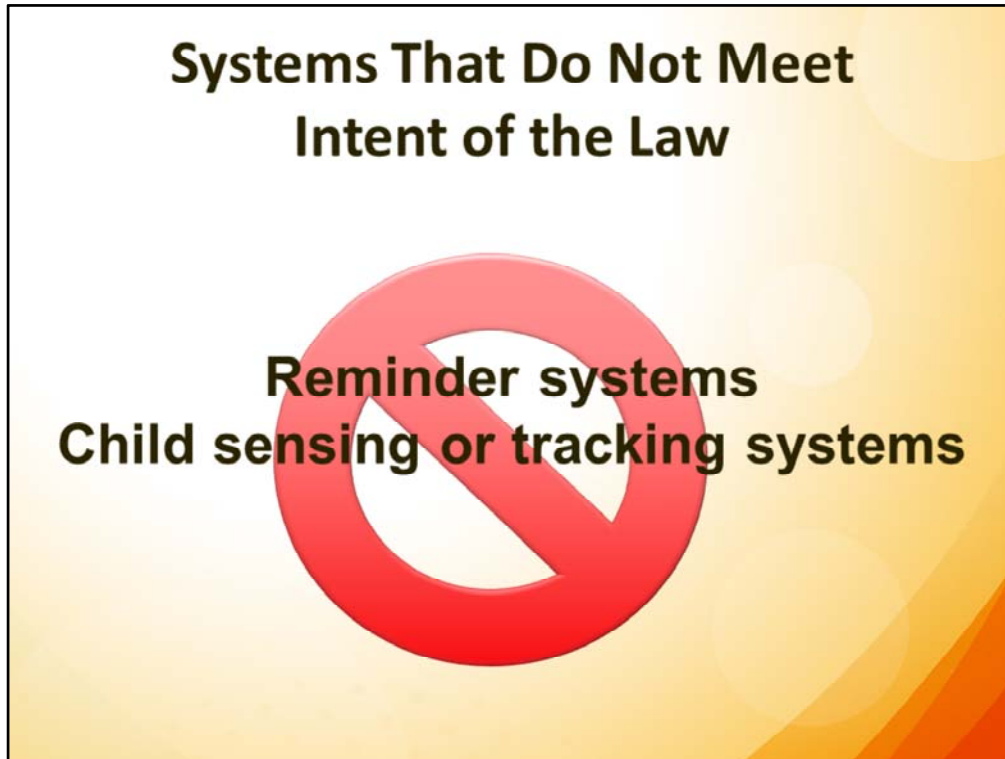 Systems That Do Not Meet
Intent of the Law
Reminder systems
Child sensing or tracking systems